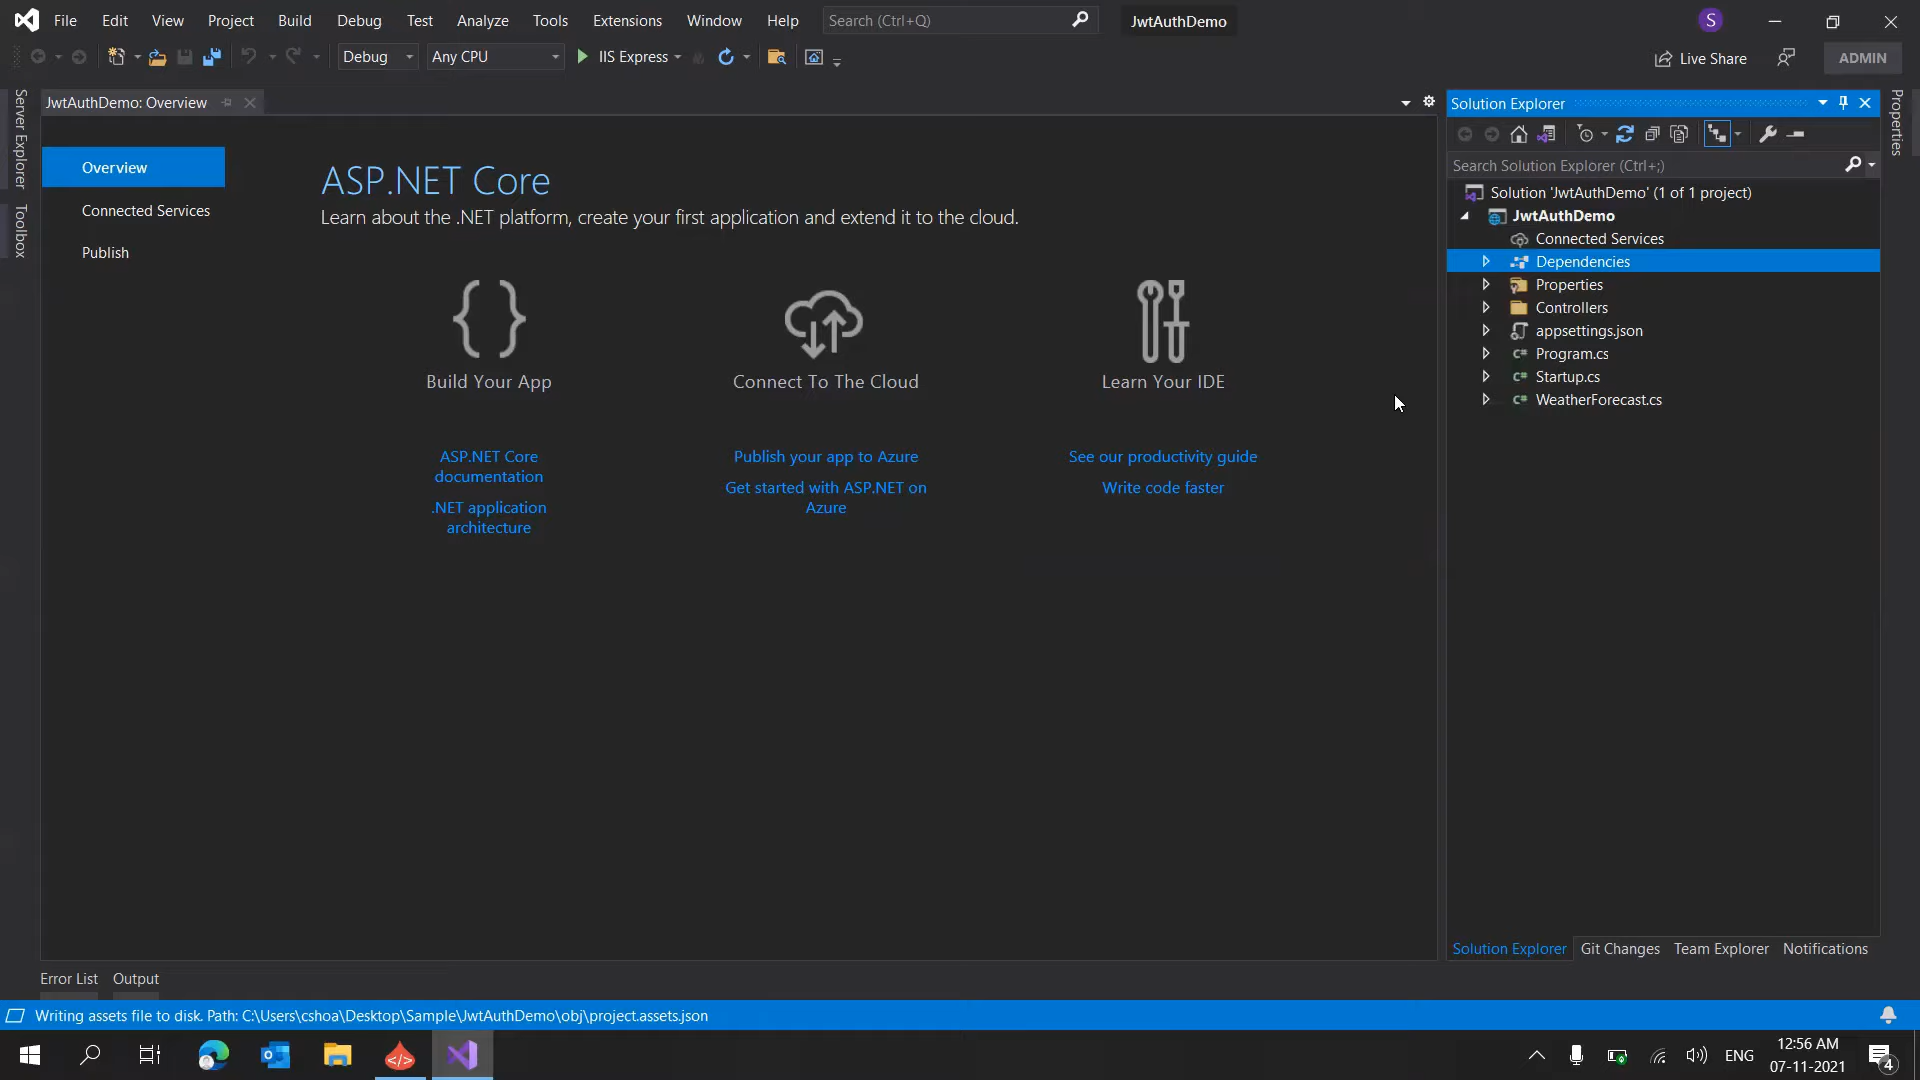 File Edit View Project Build Debug Test Analyze Tools Extensions Window Help Search (Ctrl+Q) JwtAuthDemo S
Debug Any CPU IIS Express Live Share ADMIN
Server Explorer
Toolbox
JwtAuthDemo: Overview
Overview
Connected Services
Publish
ASP.NET Core
Learn about the .NET platform, create your first application and extend it to the cloud.
Build Your App
ASP.NET Core
documentation
.NET application
architecture
Connect To The Cloud
Publish your app to Azure
Get started with ASP.NET on
Azure
Learn Your IDE
See our productivity guide
Write code faster
Solution Explorer
Search Solution Explorer (Ctrl+;)
Solution 'JwtAuthDemo' (1 of 1 project)
JwtAuthDemo
Connected Services
Dependencies
Properties
Controllers
appsettings.json
C# Program.cs
C# Startup.cs
C# WeatherForecast.cs
Solution Explorer Git Changes Team Explorer Notifications
Properties
Error List Output
Writing assets file to disk. Path: C:\Users\cshoa\Desktop\Sample\JwtAuthDemo\obj\project.assets.json
ENG
12:56 AM
07-11-2021
4